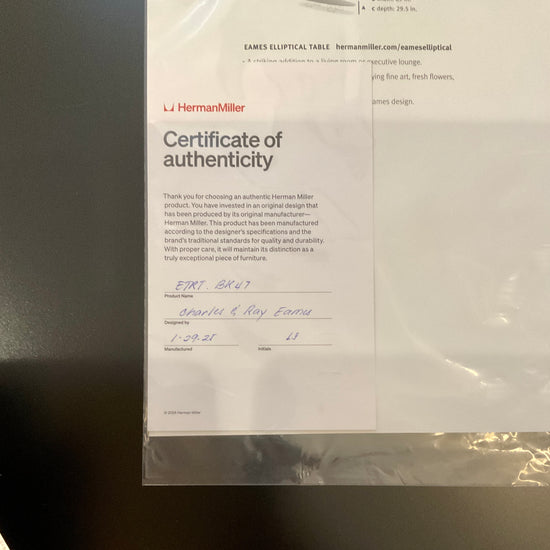 c depth: 29.5 in.
A
EAMES ELLIPTICAL TABLE hermanmiller.com/eameselliptical
• A striking addition to a living room or executive lounge.
ying fine art, fresh flowers,
ames design.
HermanMiller
Certificate of
authenticity
Thank you for choosing an authentic Herman Miller
product. You have invested in an original design that
has been produced by its original manufacturer—
Herman Miller. This product has been manufactured
according to the designer's specifications and the
brand's traditional standards for quality and durability.
With proper care, it will maintain its distinction as a
truly exceptional piece of furniture.
ETRT. BK47
Product Name
Charles & Ray Eames
Designed by
1-29.25
Manufactured
Initials
© 2024 Herman Miller